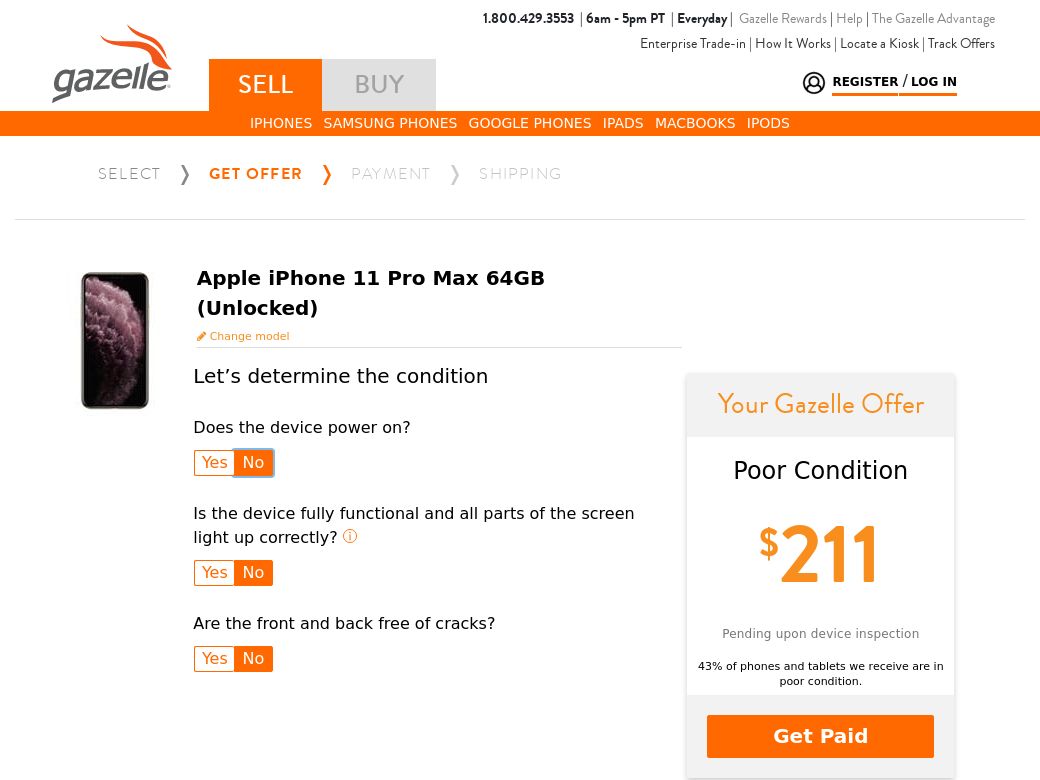 1.800.429.3553 | 6am - 5pm PT | Everyday | Gazelle Rewards | Help | The Gazelle Advantage
Enterprise Trade-in | How It Works | Locate a Kiosk | Track Offers
gazelle
SELL
BUY
REGISTER / LOG IN
IPHONES SAMSUNG PHONES GOOGLE PHONES IPADS MACBOOKS IPODS
SELECT ❯ GET OFFER ❯ PAYMENT ❯ SHIPPING
Apple iPhone 11 Pro Max 64GB
(Unlocked)
Change model
Let’s determine the condition
Does the device power on?
Yes No
Is the device fully functional and all parts of the screen
light up correctly? ⓘ
Yes No
Are the front and back free of cracks?
Yes No
Your Gazelle Offer
Poor Condition
$211
Pending upon device inspection
43% of phones and tablets we receive are in
poor condition.
Get Paid